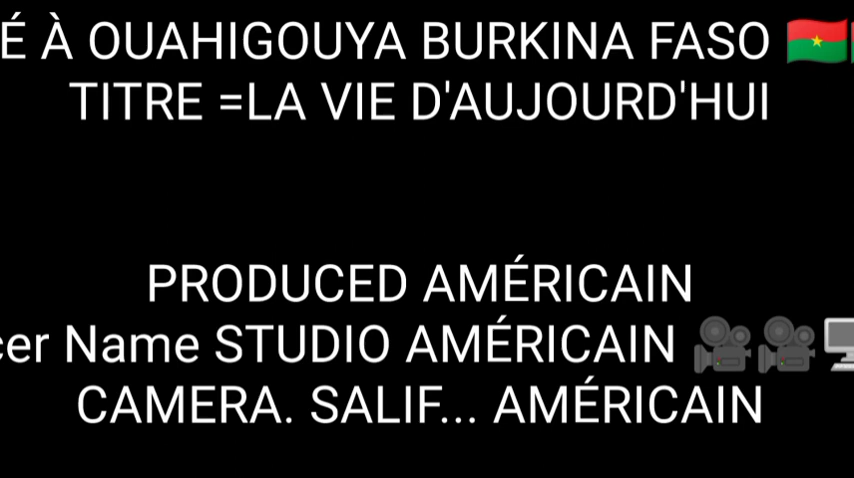 É À OUAHIGOUYA BURKINA FASO 🇧🇫
TITRE =LA VIE D'AUJOURD'HUI
PRODUCED AMÉRICAIN
cer Name STUDIO AMÉRICAIN 🎥🎥🖥
CAMERA. SALIF... AMÉRICAIN